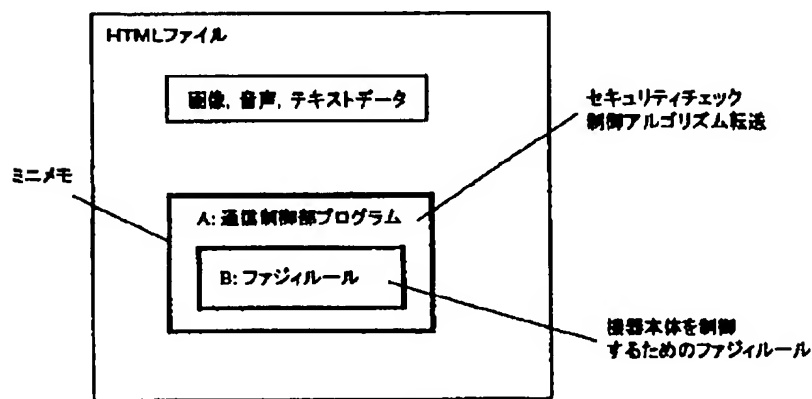 HTMLファイル
画像, 音声, テキストデータ
セキュリティチェック
制御アルゴリズム転送
ミニメモ
A: 通信制御部プログラム
B: ファジィルール
機器本体を制御
するためのファジィルール